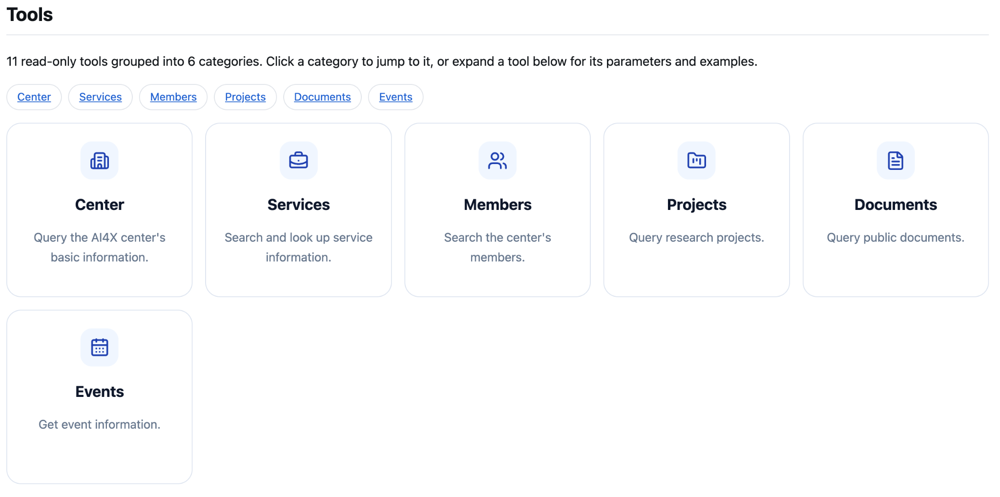 Tools
11 read-only tools grouped into 6 categories. Click a category to jump to it, or expand a tool below for its parameters and examples.
Center
Services
Members
Projects
Documents
Events
Center
Query the AI4X center's
basic information.
Services
Search and look up service
information.
Members
Search the center's
members.
Projects
Query research projects.
Documents
Query public documents.
Events
Get event information.